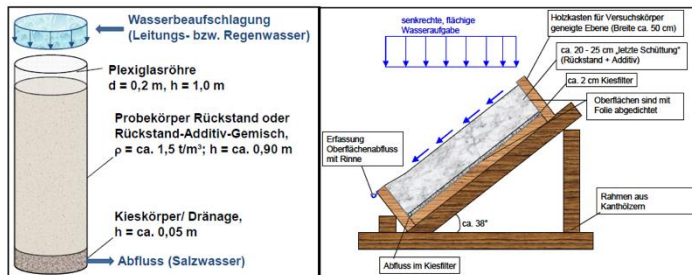 Wasserbeaufschlagung
(Leitungs- bzw. Regenwasser)
Plexiglasröhre
d = 0,2 m, h = 1,0 m
Probekörper Rückstand oder
Rückstand-Additiv-Gemisch,
ρ = ca. 1,5 t/m³; h = ca. 0,90 m
Kieskörper/ Dränage,
h = ca. 0,05 m
Abfluss (Salzwasser)
senkrechte, flächige
Wasseraufgabe
Holzkasten für Versuchskörper
geneigte Ebene (Breite ca. 50 cm)
ca. 20 - 25 cm „letzte Schüttung"
(Rückstand + Additiv)
ca. 2 cm Kiesfilter
Oberflächen sind mit
Folie abgedichtet
Erfassung
Oberflächenabfluss
mit Rinne
ca. 38°
Rahmen aus
Kanthölzern
Abfluss im Kiesfilter